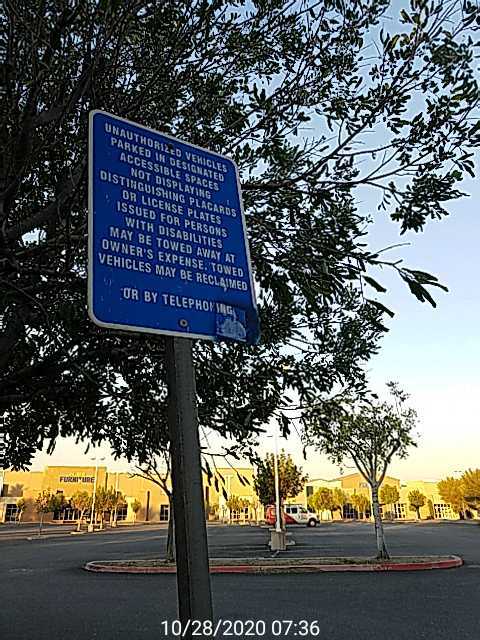 UNAUTHORIZED VEHICLES
PARKED IN DESIGNATED
ACCESSIBLE SPACES
NOT DISPLAYING
DISTINGUISHING PLACARDS
OR LICENSE PLATES
ISSUED FOR PERSONS
WITH DISABILITIES
MAY BE TOWED AWAY AT
OWNER'S EXPENSE. TOWED
VEHICLES MAY BE RECLAIMED
OR BY TELEPHONING
FURNITURE
10/28/2020 07:36